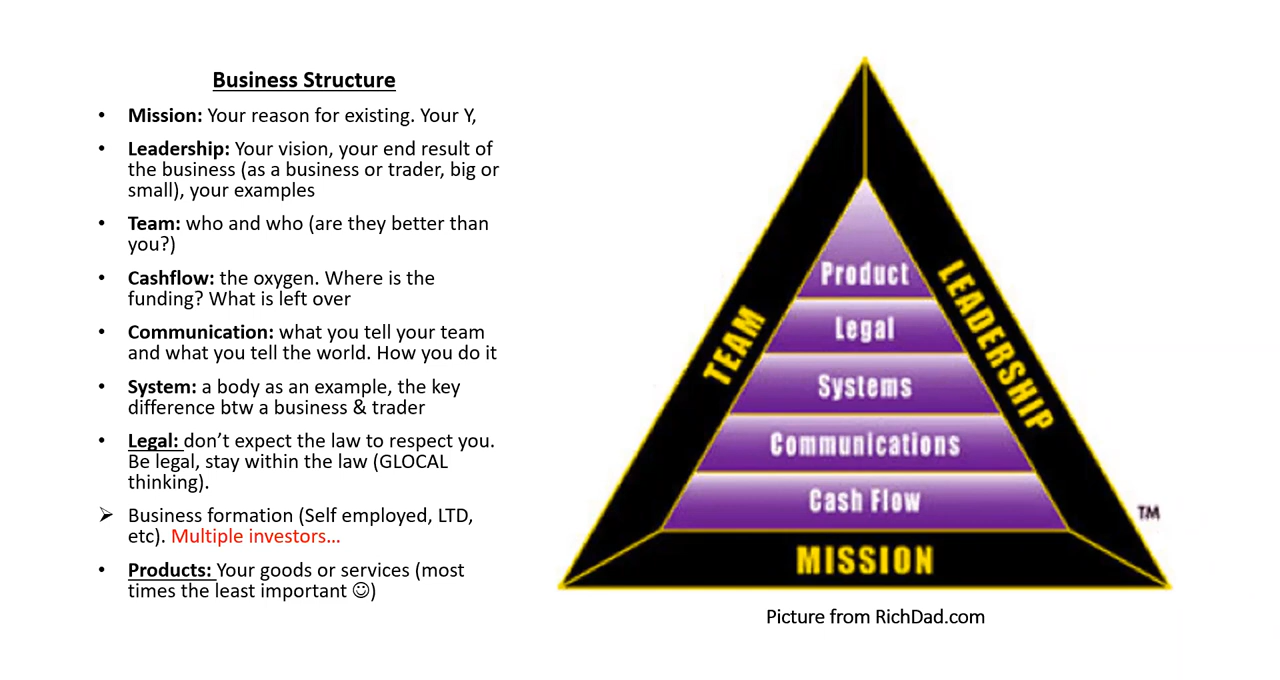 Business Structure
• Mission: Your reason for existing. Your Y,
• Leadership: Your vision, your end result of
the business (as a business or trader, big or
small), your examples
• Team: who and who (are they better than
you?)
• Cashflow: the oxygen. Where is the
funding? What is left over
• Communication: what you tell your team
and what you tell the world. How you do it
• System: a body as an example, the key
difference btw a business & trader
• Legal: don’t expect the law to respect you.
Be legal, stay within the law (GLOCAL
thinking).
➢ Business formation (Self employed, LTD,
etc). Multiple investors…
• Products: Your goods or services (most
times the least important ☺)
TEAM
LEADERSHIP
Product
Legal
Systems
Communications
Cash Flow
MISSION
TM
Picture from RichDad.com